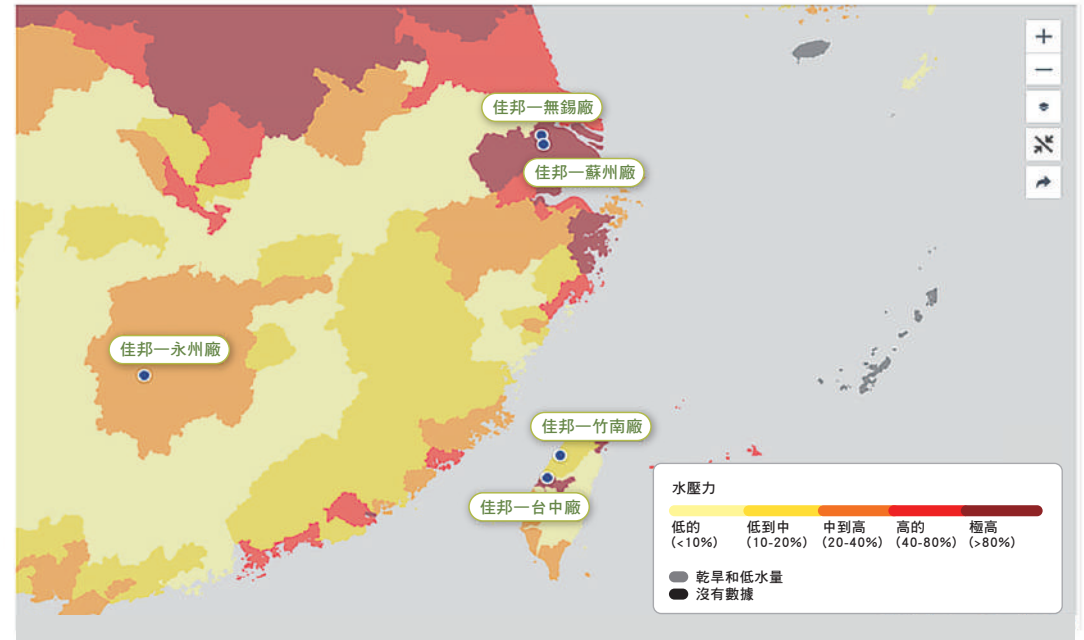 佳邦一無錫廠
佳邦一蘇州廠
佳邦一永州廠
佳邦一竹南廠
佳邦一台中廠
水壓力
低的 低到中 中到高 高的 極高
(<10%) (10-20%) (20-40%) (40-80%) (>80%)
乾旱和低水量
沒有數據